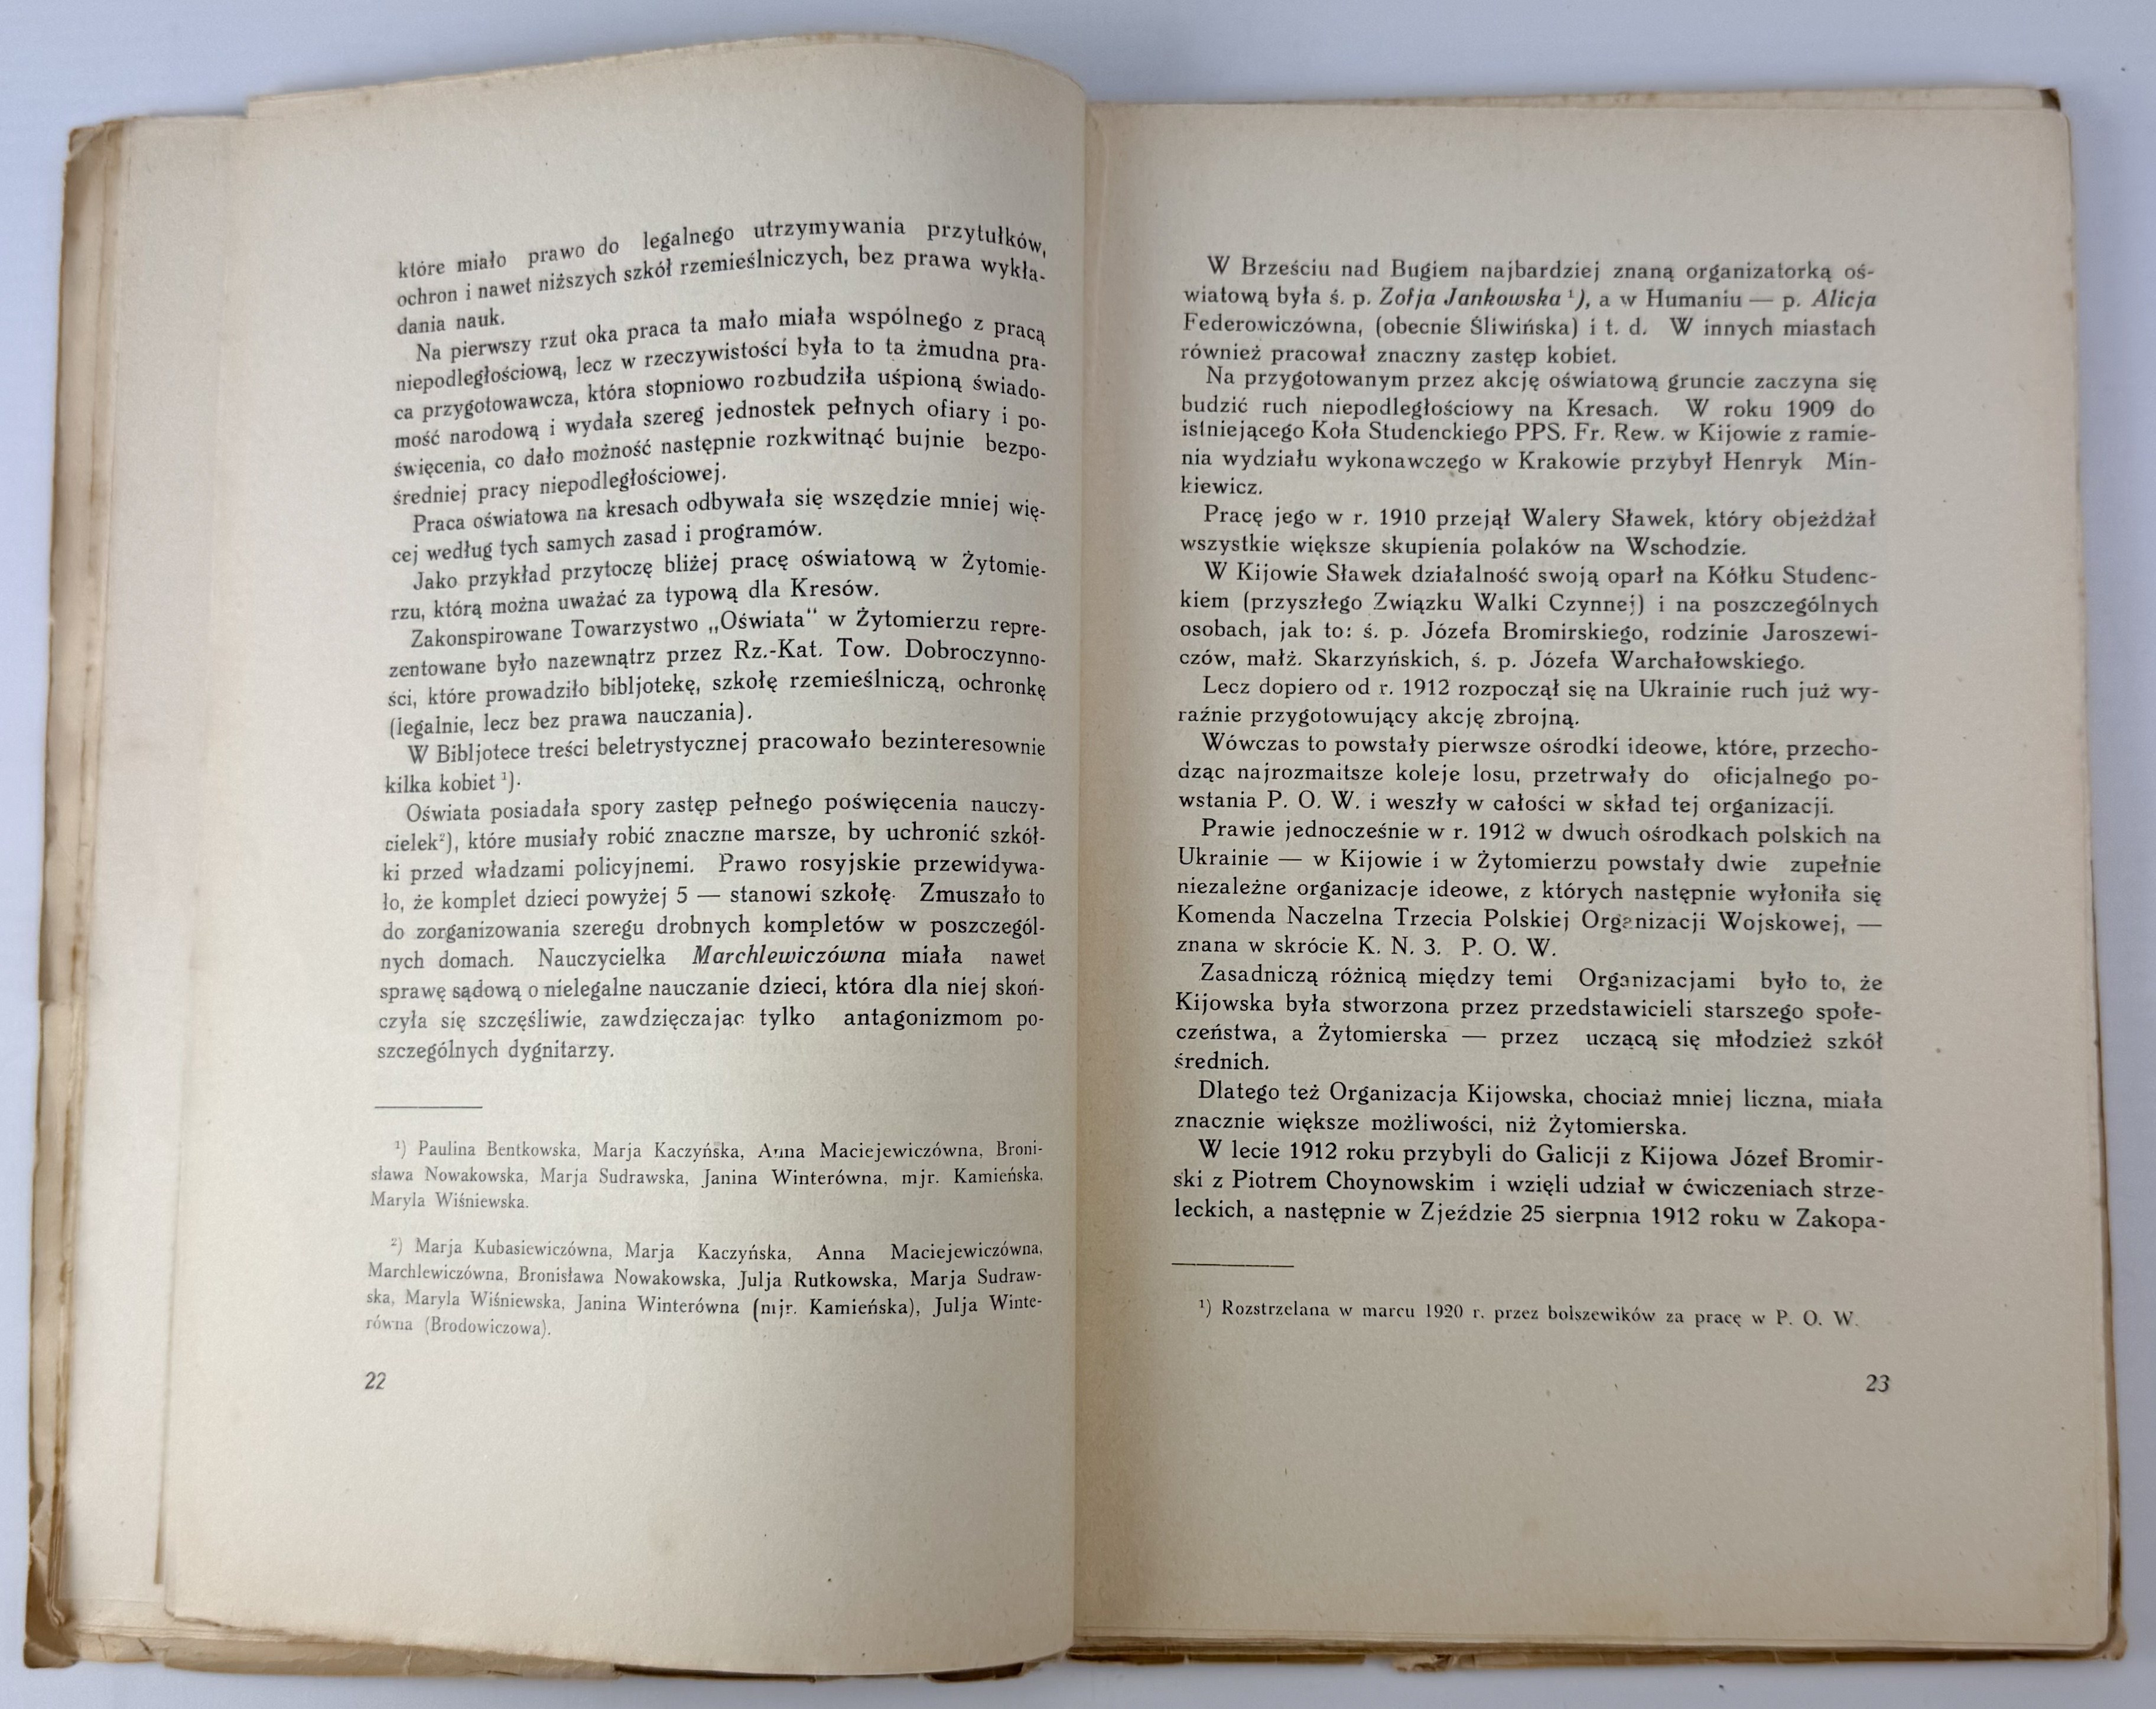 które miało prawo do legalnego utrzymywania przytułków,
ochron i nawet niższych szkół rzemieślniczych, bez prawa wykła-
dania nauk.
Na pierwszy rzut oka praca ta mało miała wspólnego z pracą
niepodległościową, lecz w rzeczywistości była to ta żmudna pra-
ca przygotowawcza, która stopniowo rozbudziła uśpioną świado-
mość narodową i wydała szereg jednostek pełnych ofiary i po-
święcenia, co dało możność następnie rozkwitnąć bujnie bezpo-
średniej pracy niepodległościowej.
Praca oświatowa na kresach odbywała się wszędzie mniej wię-
cej według tych samych zasad i programów.
Jako przykład przytoczę bliżej pracę oświatową w Żytomie-
rzu, którą można uważać za typową dla Kresów.
Zakonspirowane Towarzystwo „Oświata" w Żytomierzu repre-
zentowane było nazewnątrz przez Rz.-Kat. Tow. Dobroczynno-
ści, które prowadziło bibljotekę, szkołę rzemieślniczą, ochronkę
(legalnie, lecz bez prawa nauczania).
W Bibljotece treści beletrystycznej pracowało bezinteresownie
kilka kobiet ¹).
Oświata posiadała spory zastęp pełnego poświęcenia nauczy-
cielek²), które musiały robić znaczne marsze, by uchronić szkół-
ki przed władzami policyjnemi. Prawo rosyjskie przewidywa-
ło, że komplet dzieci powyżej 5 — stanowi szkołę. Zmuszało to
do zorganizowania szeregu drobnych kompletów w poszczegól-
nych domach. Nauczycielka Marchlewiczówna miała nawet
sprawę sądową o nielegalne nauczanie dzieci, która dla niej skoń-
czyła się szczęśliwie, zawdzięczając tylko antagonizmom po-
szczególnych dygnitarzy.
¹) Paulina Bentkowska, Marja Kaczyńska, Anna Maciejewiczówna, Broni-
sława Nowakowska, Marja Sudrawska, Janina Winterówna, mjr. Kamieńska,
Maryla Wiśniewska.
²) Marja Kubasiewiczówna, Marja Kaczyńska, Anna Maciejewiczówna,
Marchlewiczówna, Bronisława Nowakowska, Julja Rutkowska, Marja Sudraw-
ska, Maryla Wiśniewska, Janina Winterówna (mjr. Kamieńska), Julja Winte-
równa (Brodowiczowa).
22
W Brześciu nad Bugiem najbardziej znaną organizatorką oś-
wiatową była ś. p. Zofja Jankowska ¹), a w Humaniu — p. Alicja
Federowiczówna, (obecnie Śliwińska) i t. d. W innych miastach
również pracował znaczny zastęp kobiet.
Na przygotowanym przez akcję oświatową gruncie zaczyna się
budzić ruch niepodległościowy na Kresach. W roku 1909 do
istniejącego Koła Studenckiego PPS. Fr. Rew. w Kijowie z ramie-
nia wydziału wykonawczego w Krakowie przybył Henryk Min-
kiewicz.
Pracę jego w r. 1910 przejął Walery Sławek, który objeżdżał
wszystkie większe skupienia polaków na Wschodzie.
W Kijowie Sławek działalność swoją oparł na Kółku Studenc-
kiem (przyszłego Związku Walki Czynnej) i na poszczególnych
osobach, jak to: ś. p. Józefa Bromirskiego, rodzinie Jaroszewi-
czów, małż. Skarzyńskich, ś. p. Józefa Warchałowskiego.
Lecz dopiero od r. 1912 rozpoczął się na Ukrainie ruch już wy-
raźnie przygotowujący akcję zbrojną.
Wówczas to powstały pierwsze ośrodki ideowe, które, przecho-
dząc najrozmaitsze koleje losu, przetrwały do oficjalnego po-
wstania P. O. W. i weszły w całości w skład tej organizacji.
Prawie jednocześnie w r. 1912 w dwuch ośrodkach polskich na
Ukrainie — w Kijowie i w Żytomierzu powstały dwie zupełnie
niezależne organizacje ideowe, z których następnie wyłoniła się
Komenda Naczelna Trzecia Polskiej Organizacji Wojskowej, —
znana w skrócie K. N. 3. P. O. W.
Zasadniczą różnicą między temi Organizacjami było to, że
Kijowska była stworzona przez przedstawicieli starszego społe-
czeństwa, a Żytomierska — przez uczącą się młodzież szkół
średnich.
Dlatego też Organizacja Kijowska, chociaż mniej liczna, miała
znacznie większe możliwości, niż Żytomierska.
W lecie 1912 roku przybyli do Galicji z Kijowa Józef Bromir-
ski z Piotrem Choynowskim i wzięli udział w ćwiczeniach strze-
leckich, a następnie w Zjeździe 25 sierpnia 1912 roku w Zakopa-
¹) Rozstrzelana w marcu 1920 r. przez bolszewików za pracę w P. O. W.
23